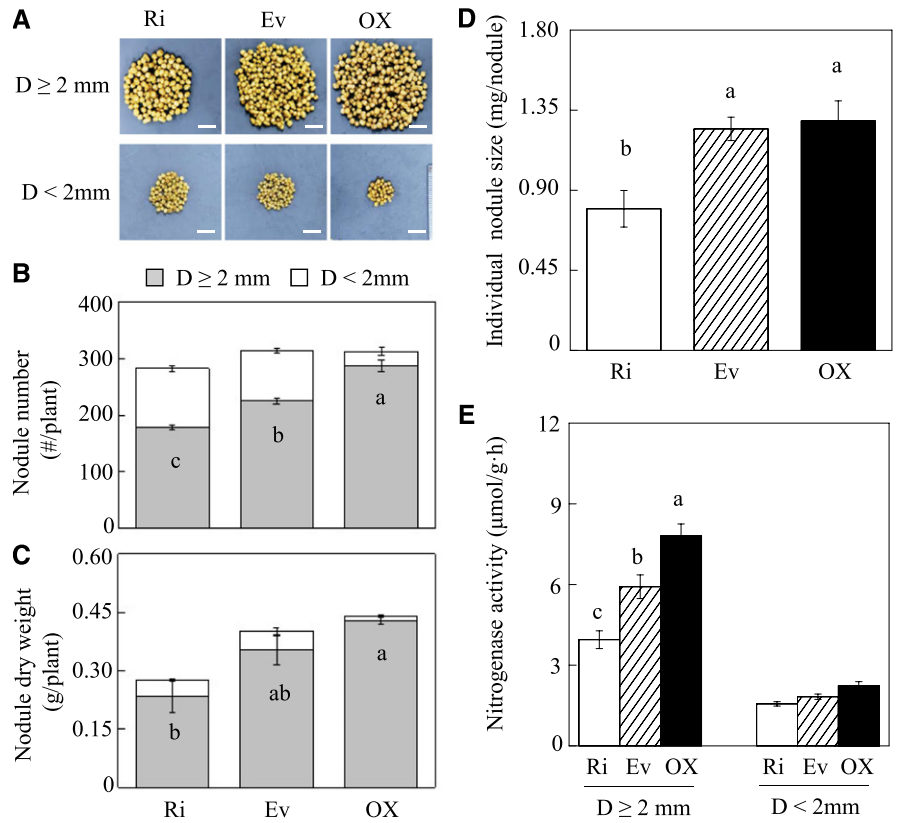 A
Ri Ev OX
D ≥ 2 mm
D < 2mm
B
D ≥ 2 mm D < 2mm
Nodule number
(#/plant)
400
300
200
100
0
c b a
C
Nodule dry weight
(g/plant)
0.60
0.45
0.30
0.15
0
b ab a
Ri Ev OX
D
Individual nodule size (mg/nodule)
1.80
1.35
0.90
0.45
0
b a a
Ri Ev OX
E
Nitrogenase activity (μmol/g·h)
12
9
6
3
0
c b a
Ri Ev OX Ri Ev OX
D ≥ 2 mm D < 2mm